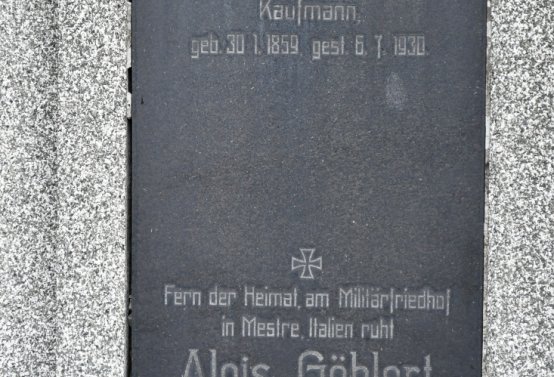 Kaufmann,
geb. 30. 1. 1859. gest. 6. 7. 1930.
Fern der Heimat, am Militärfriedhof
in Mestre, Italien ruht
Alois Göhlert